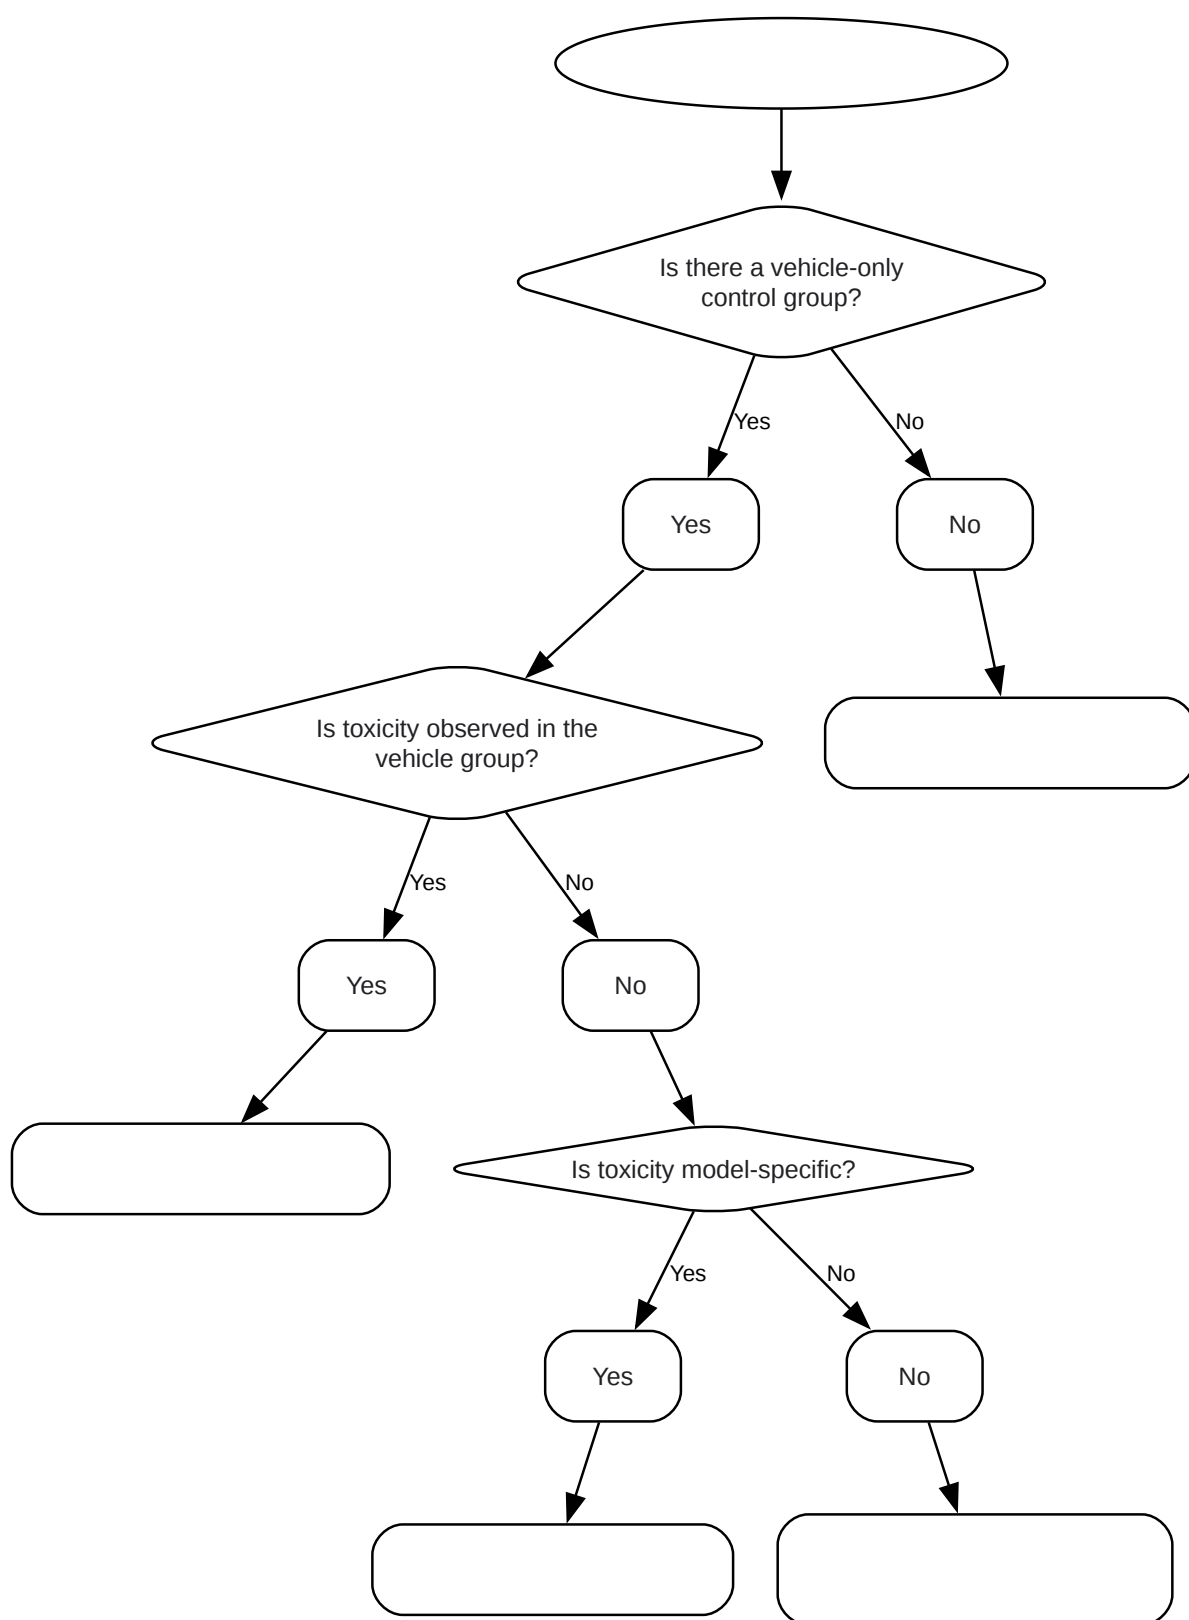 Is there a vehicle-only
control group?
Yes
No
Yes
No
Is toxicity observed in the
vehicle group?
Yes
No
Yes
No
Is toxicity model-specific?
Yes
No
Yes
No